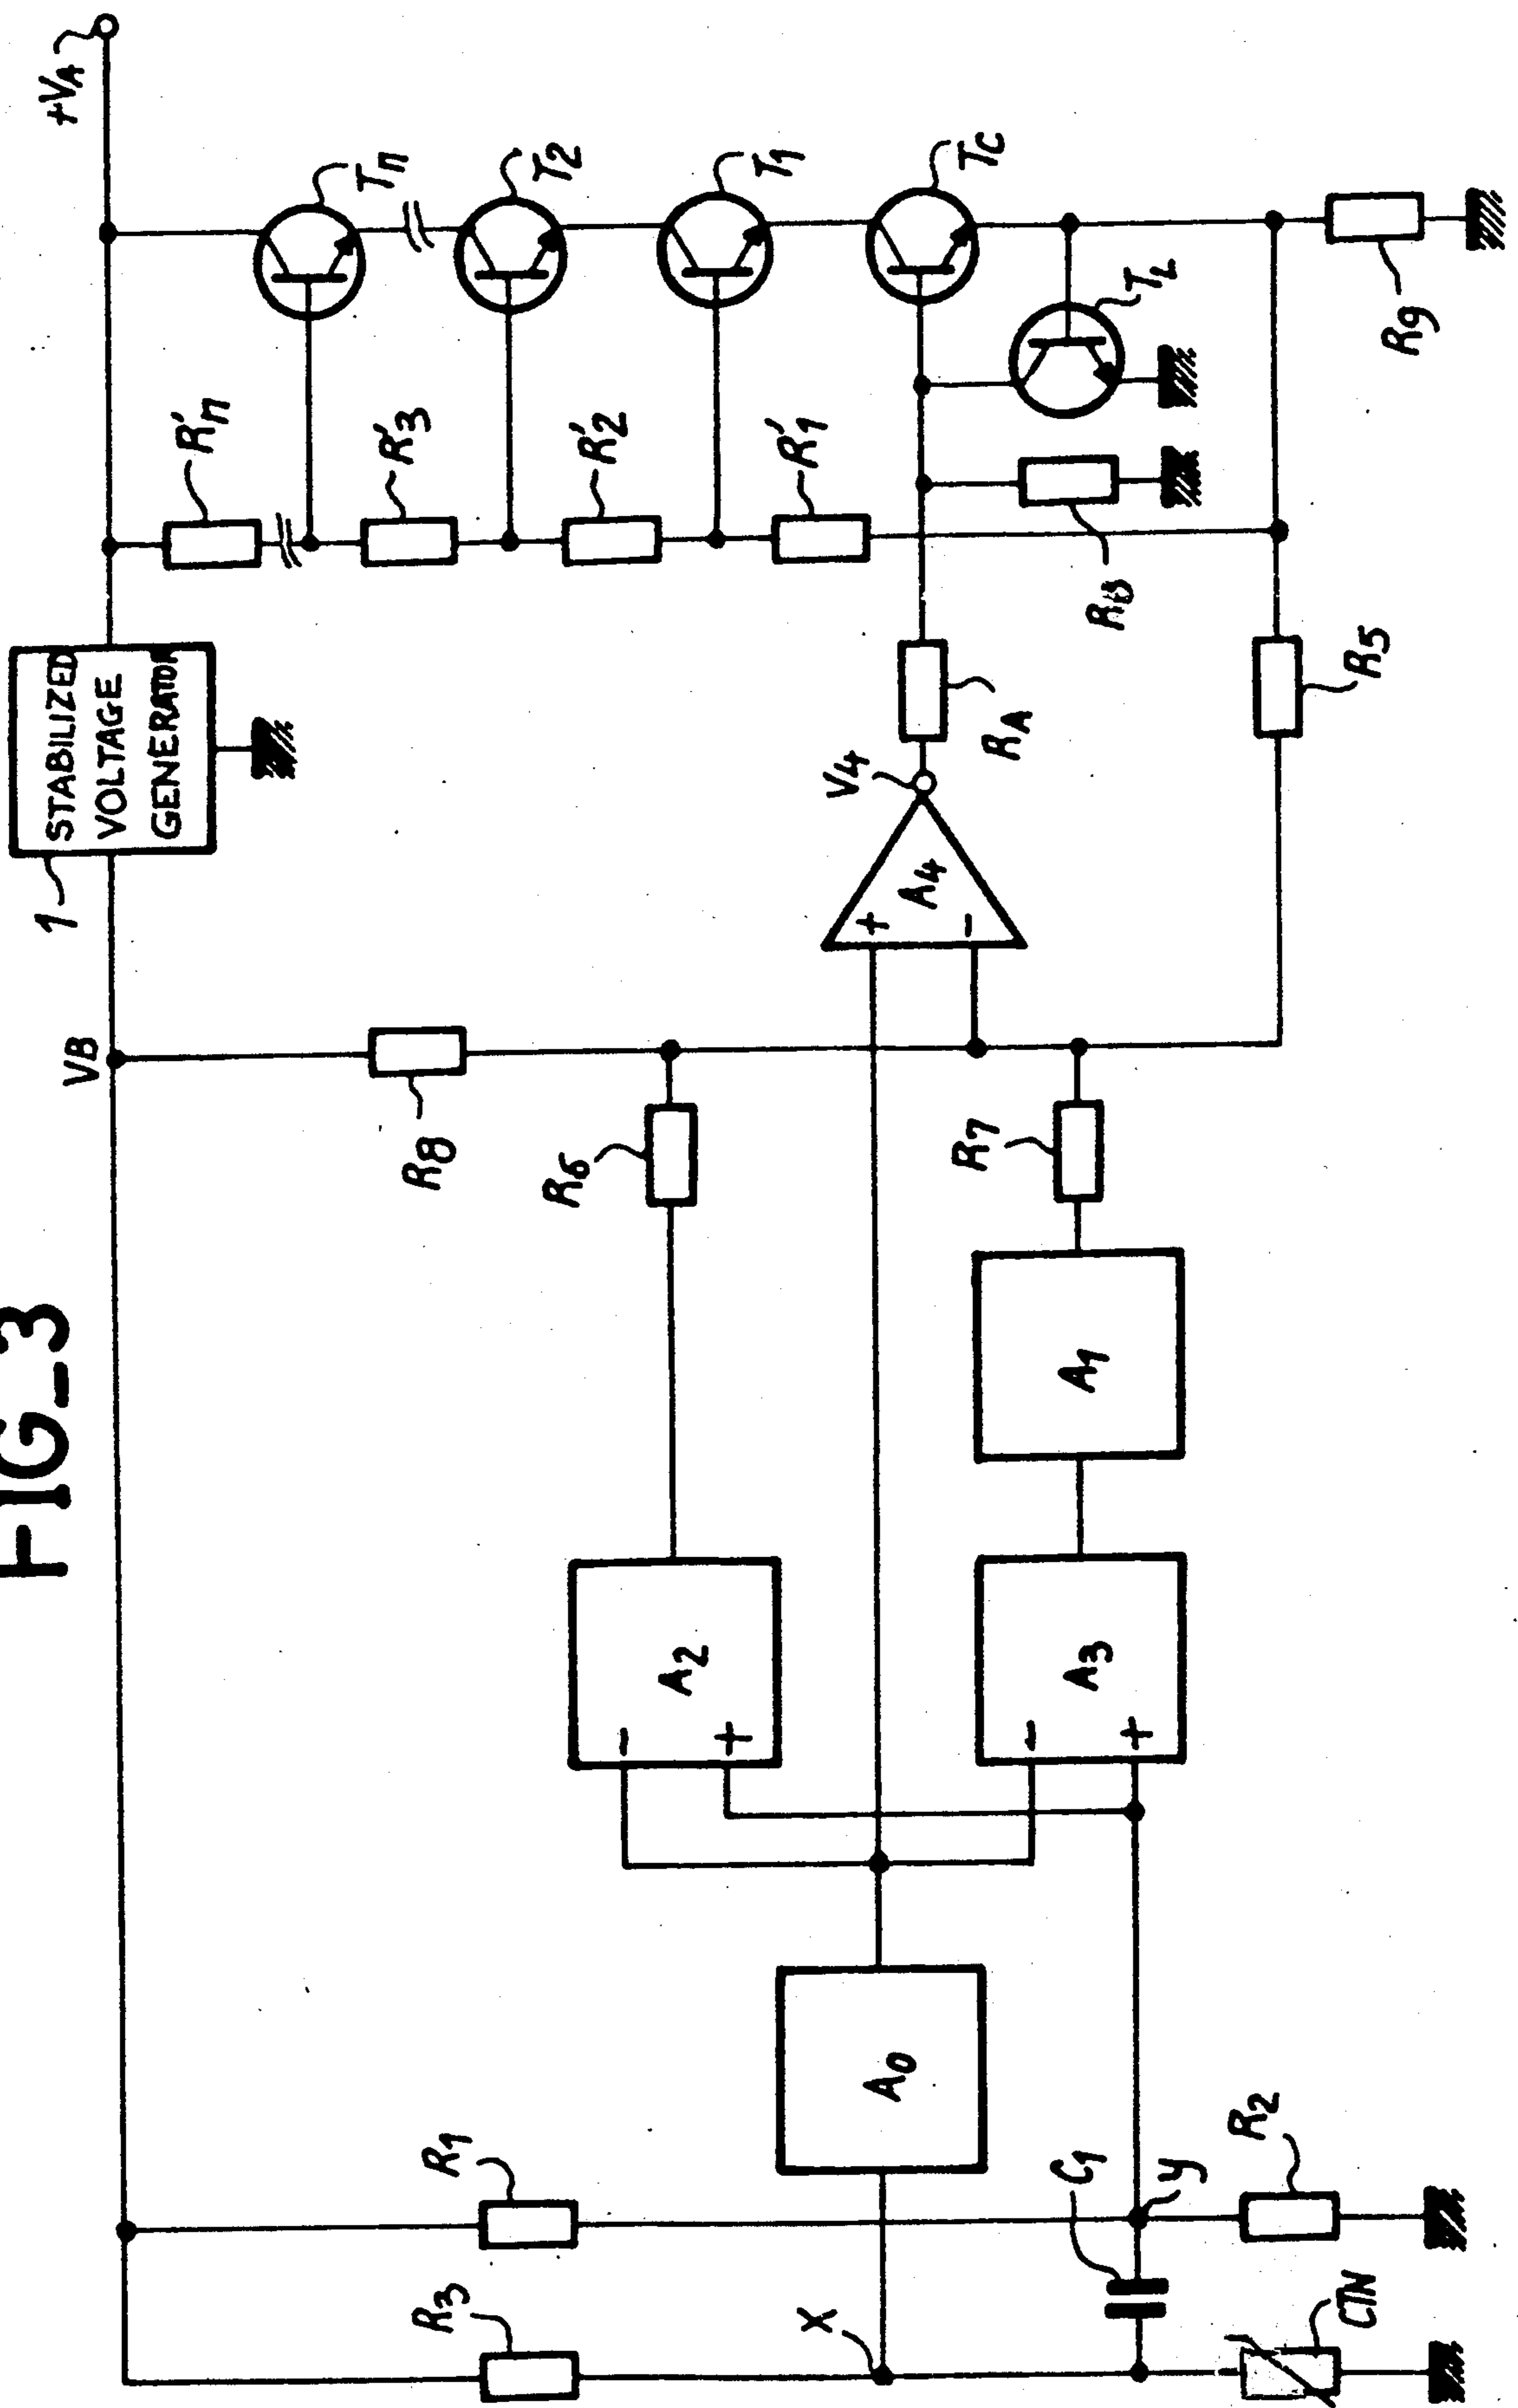 FIG_3
+VA
1
STABILIZED
VOLTAGE
GENERATOR
VB
R'n
Tn
R'3
T2
R'2
T1
R'1
Tc
R3
R1
R8
R6
A2
-
+
X
A0
V4
A4
+
-
RA
RB
TL
C1
y
A3
-
+
A1
R7
R5
R9
CTN
R2